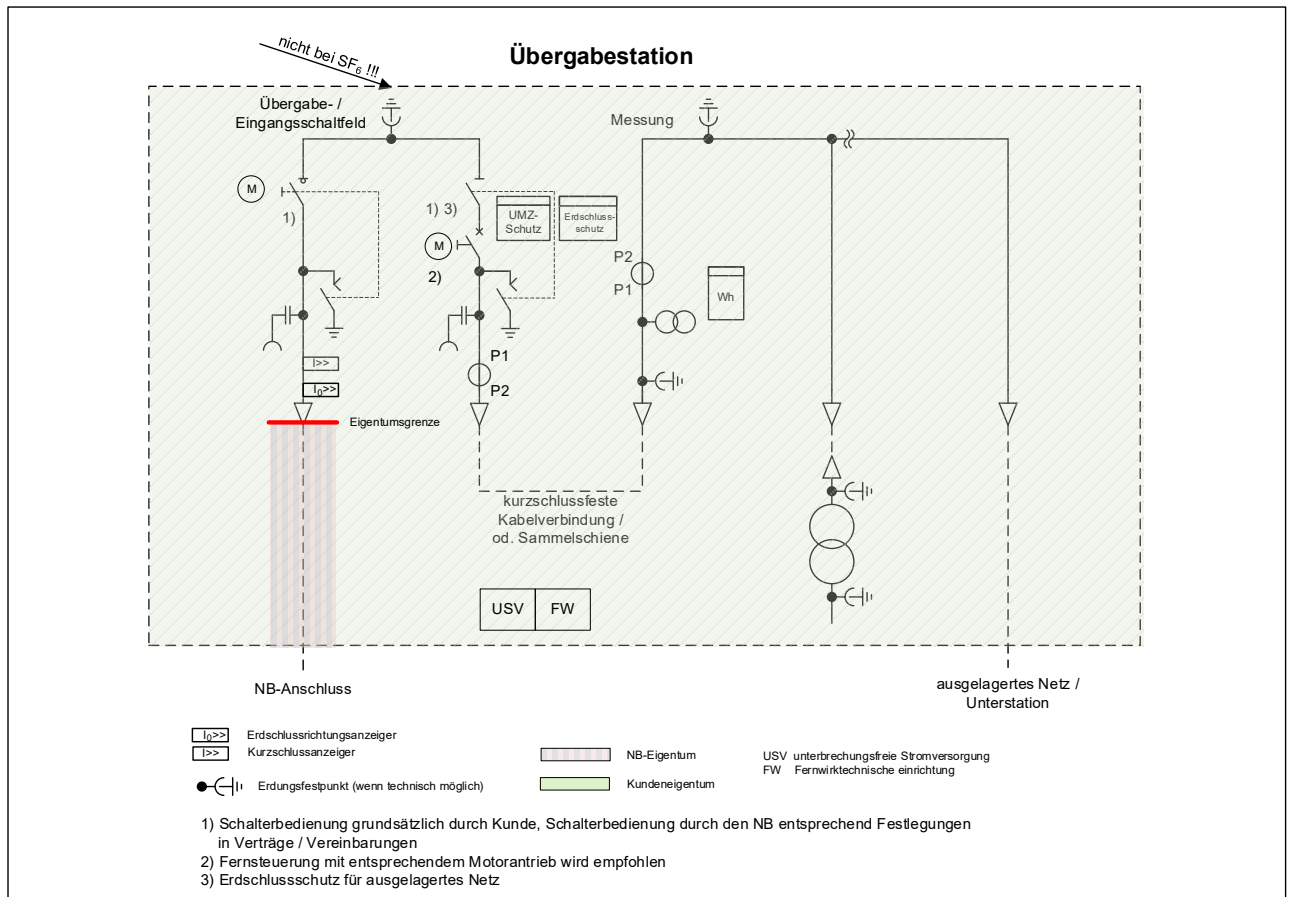 nicht bei SF₆ !!!
Übergabestation
Übergabe- /
Eingangsschaltfeld
Messung
M
1)
1) 3)
UMZ-
Schutz
Erdschluss-
schutz
M
2)
P2
P1
Wh
I>>
I₀>>
P1
P2
Eigentumsgrenze
kurzschlussfeste
Kabelverbindung /
od. Sammelschiene
USV
FW
NB-Anschluss
ausgelagertes Netz /
Unterstation
I₀>> Erdschlussrichtungsanzeiger
I>> Kurzschlussanzeiger
Erdungsfestpunkt (wenn technisch möglich)
NB-Eigentum
Kundeneigentum
USV unterbrechungsfreie Stromversorgung
FW Fernwirktechnische einrichtung
1) Schalterbedienung grundsätzlich durch Kunde, Schalterbedienung durch den NB entsprechend Festlegungen
in Verträge / Vereinbarungen
2) Fernsteuerung mit entsprechendem Motorantrieb wird empfohlen
3) Erdschlussschutz für ausgelagertes Netz